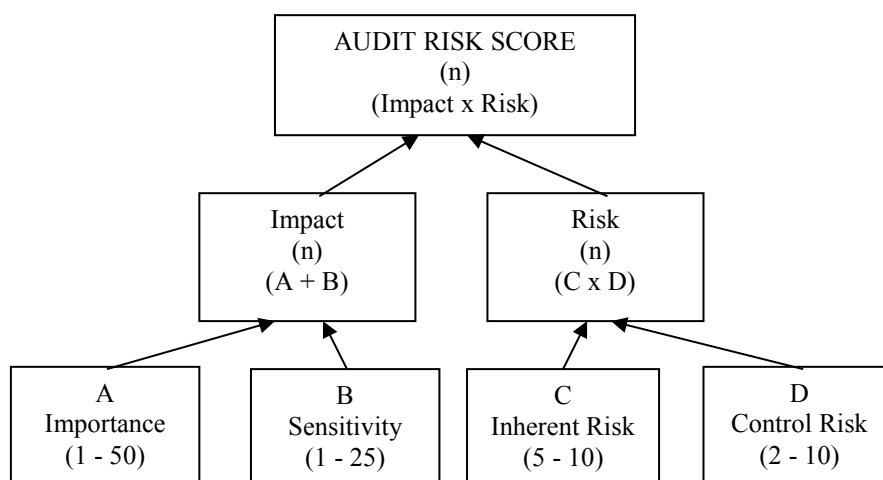 AUDIT RISK SCORE
(n)
(Impact x Risk)
Impact
(n)
(A + B)
Risk
(n)
(C x D)
A
Importance
(1 - 50)
B
Sensitivity
(1 - 25)
C
Inherent Risk
(5 - 10)
D
Control Risk
(2 - 10)